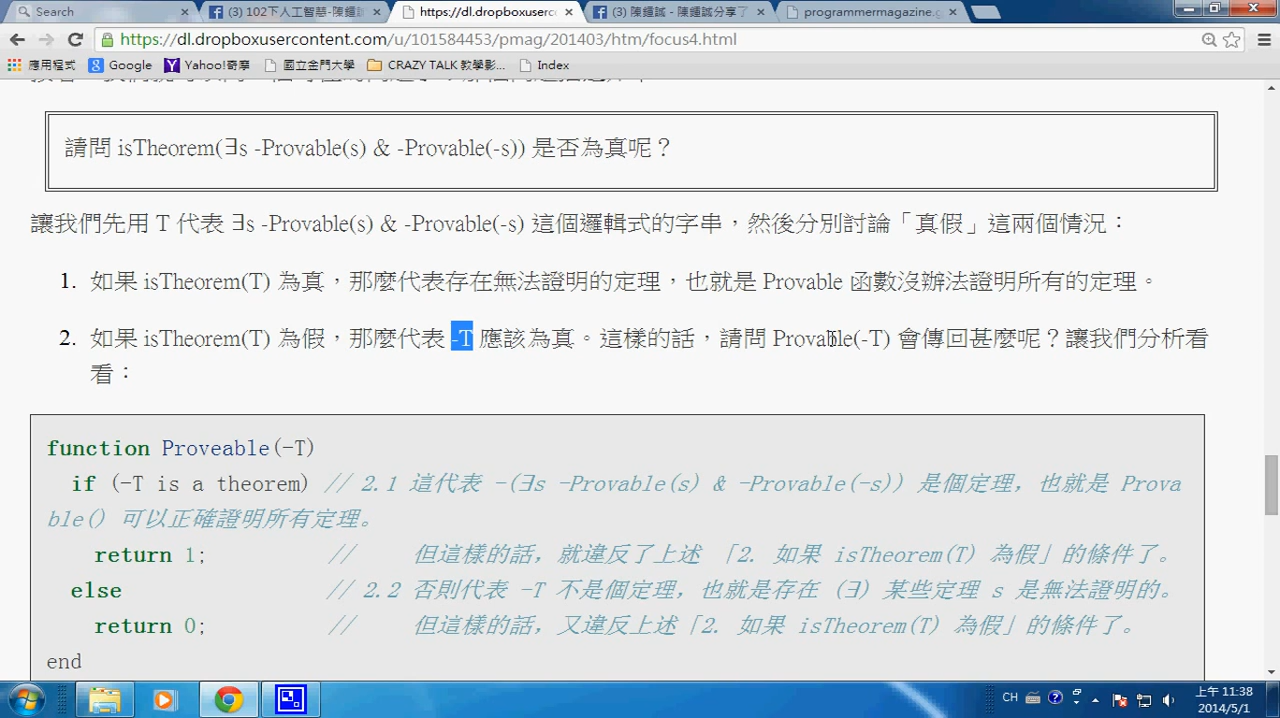 Search
(3) 102下人工智慧-陳鍾誠
https://dl.dropboxuserc
(3) 陳鍾誠 - 陳鍾誠分享了
programmermagazine.g
https://dl.dropboxusercontent.com/u/101584453/pmag/201403/htm/focus4.html
應用程式 Google Yahoo!奇摩 國立金門大學 CRAZY TALK 教學影... Index
請問 isTheorem(∃s -Provable(s) & -Provable(-s)) 是否為真呢？
讓我們先用 T 代表 ∃s -Provable(s) & -Provable(-s) 這個邏輯式的字串，然後分別討論「真假」這兩個情況：
1. 如果 isTheorem(T) 為真，那麼代表存在無法證明的定理，也就是 Provable 函數沒辦法證明所有的定理。
2. 如果 isTheorem(T) 為假，那麼代表 -T 應該為真。這樣的話，請問 Provable(-T) 會傳回甚麼呢？讓我們分析看
看：
function Proveable(-T)
if (-T is a theorem) // 2.1 這代表 -(∃s -Provable(s) & -Provable(-s)) 是個定理，也就是 Prova
ble() 可以正確證明所有定理。
return 1; // 但這樣的話，就違反了上述 「2. 如果 isTheorem(T) 為假」的條件了。
else // 2.2 否則代表 -T 不是個定理，也就是存在 (∃) 某些定理 s 是無法證明的。
return 0; // 但這樣的話，又違反上述「2. 如果 isTheorem(T) 為假」的條件了。
end
CH
上午 11:38
2014/5/1